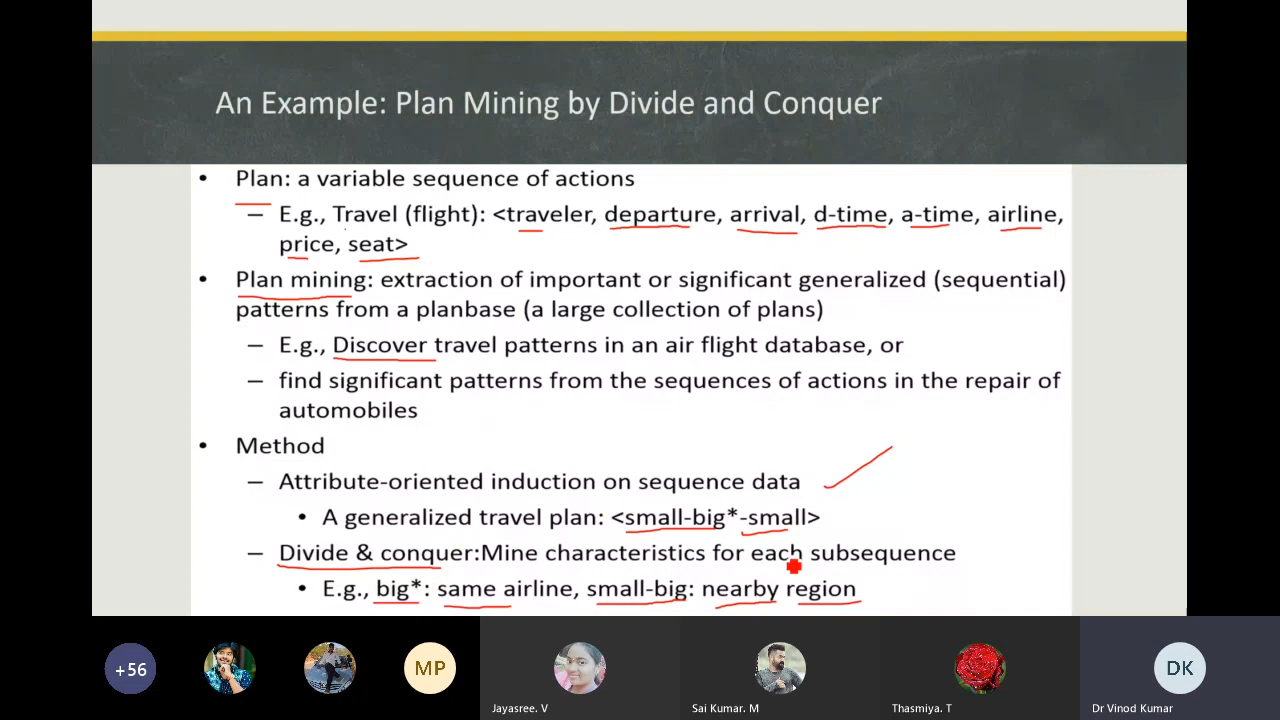 An Example: Plan Mining by Divide and Conquer
• Plan: a variable sequence of actions
– E.g., Travel (flight): <traveler, departure, arrival, d-time, a-time, airline,
price, seat>
• Plan mining: extraction of important or significant generalized (sequential)
patterns from a planbase (a large collection of plans)
– E.g., Discover travel patterns in an air flight database, or
– find significant patterns from the sequences of actions in the repair of
automobiles
• Method
– Attribute-oriented induction on sequence data
• A generalized travel plan: <small-big*-small>
– Divide & conquer:Mine characteristics for each subsequence
• E.g., big*: same airline, small-big: nearby region
+56
MP
DK
Jayasree. V
Sai Kumar. M
Thasmiya. T
Dr Vinod Kumar